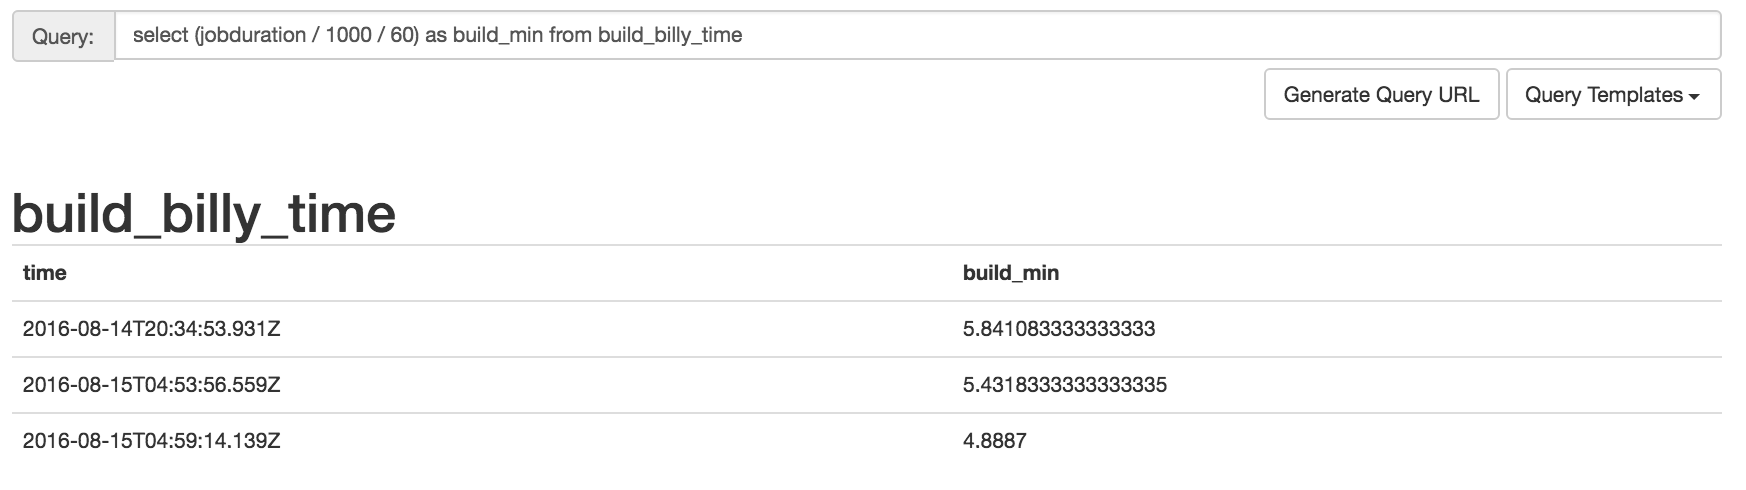 Query: select (jobduration / 1000 / 60) as build_min from build_billy_time
Generate Query URL Query Templates
build_billy_time
time build_min
2016-08-14T20:34:53.931Z 5.841083333333333
2016-08-15T04:53:56.559Z 5.4318333333333335
2016-08-15T04:59:14.139Z 4.8887